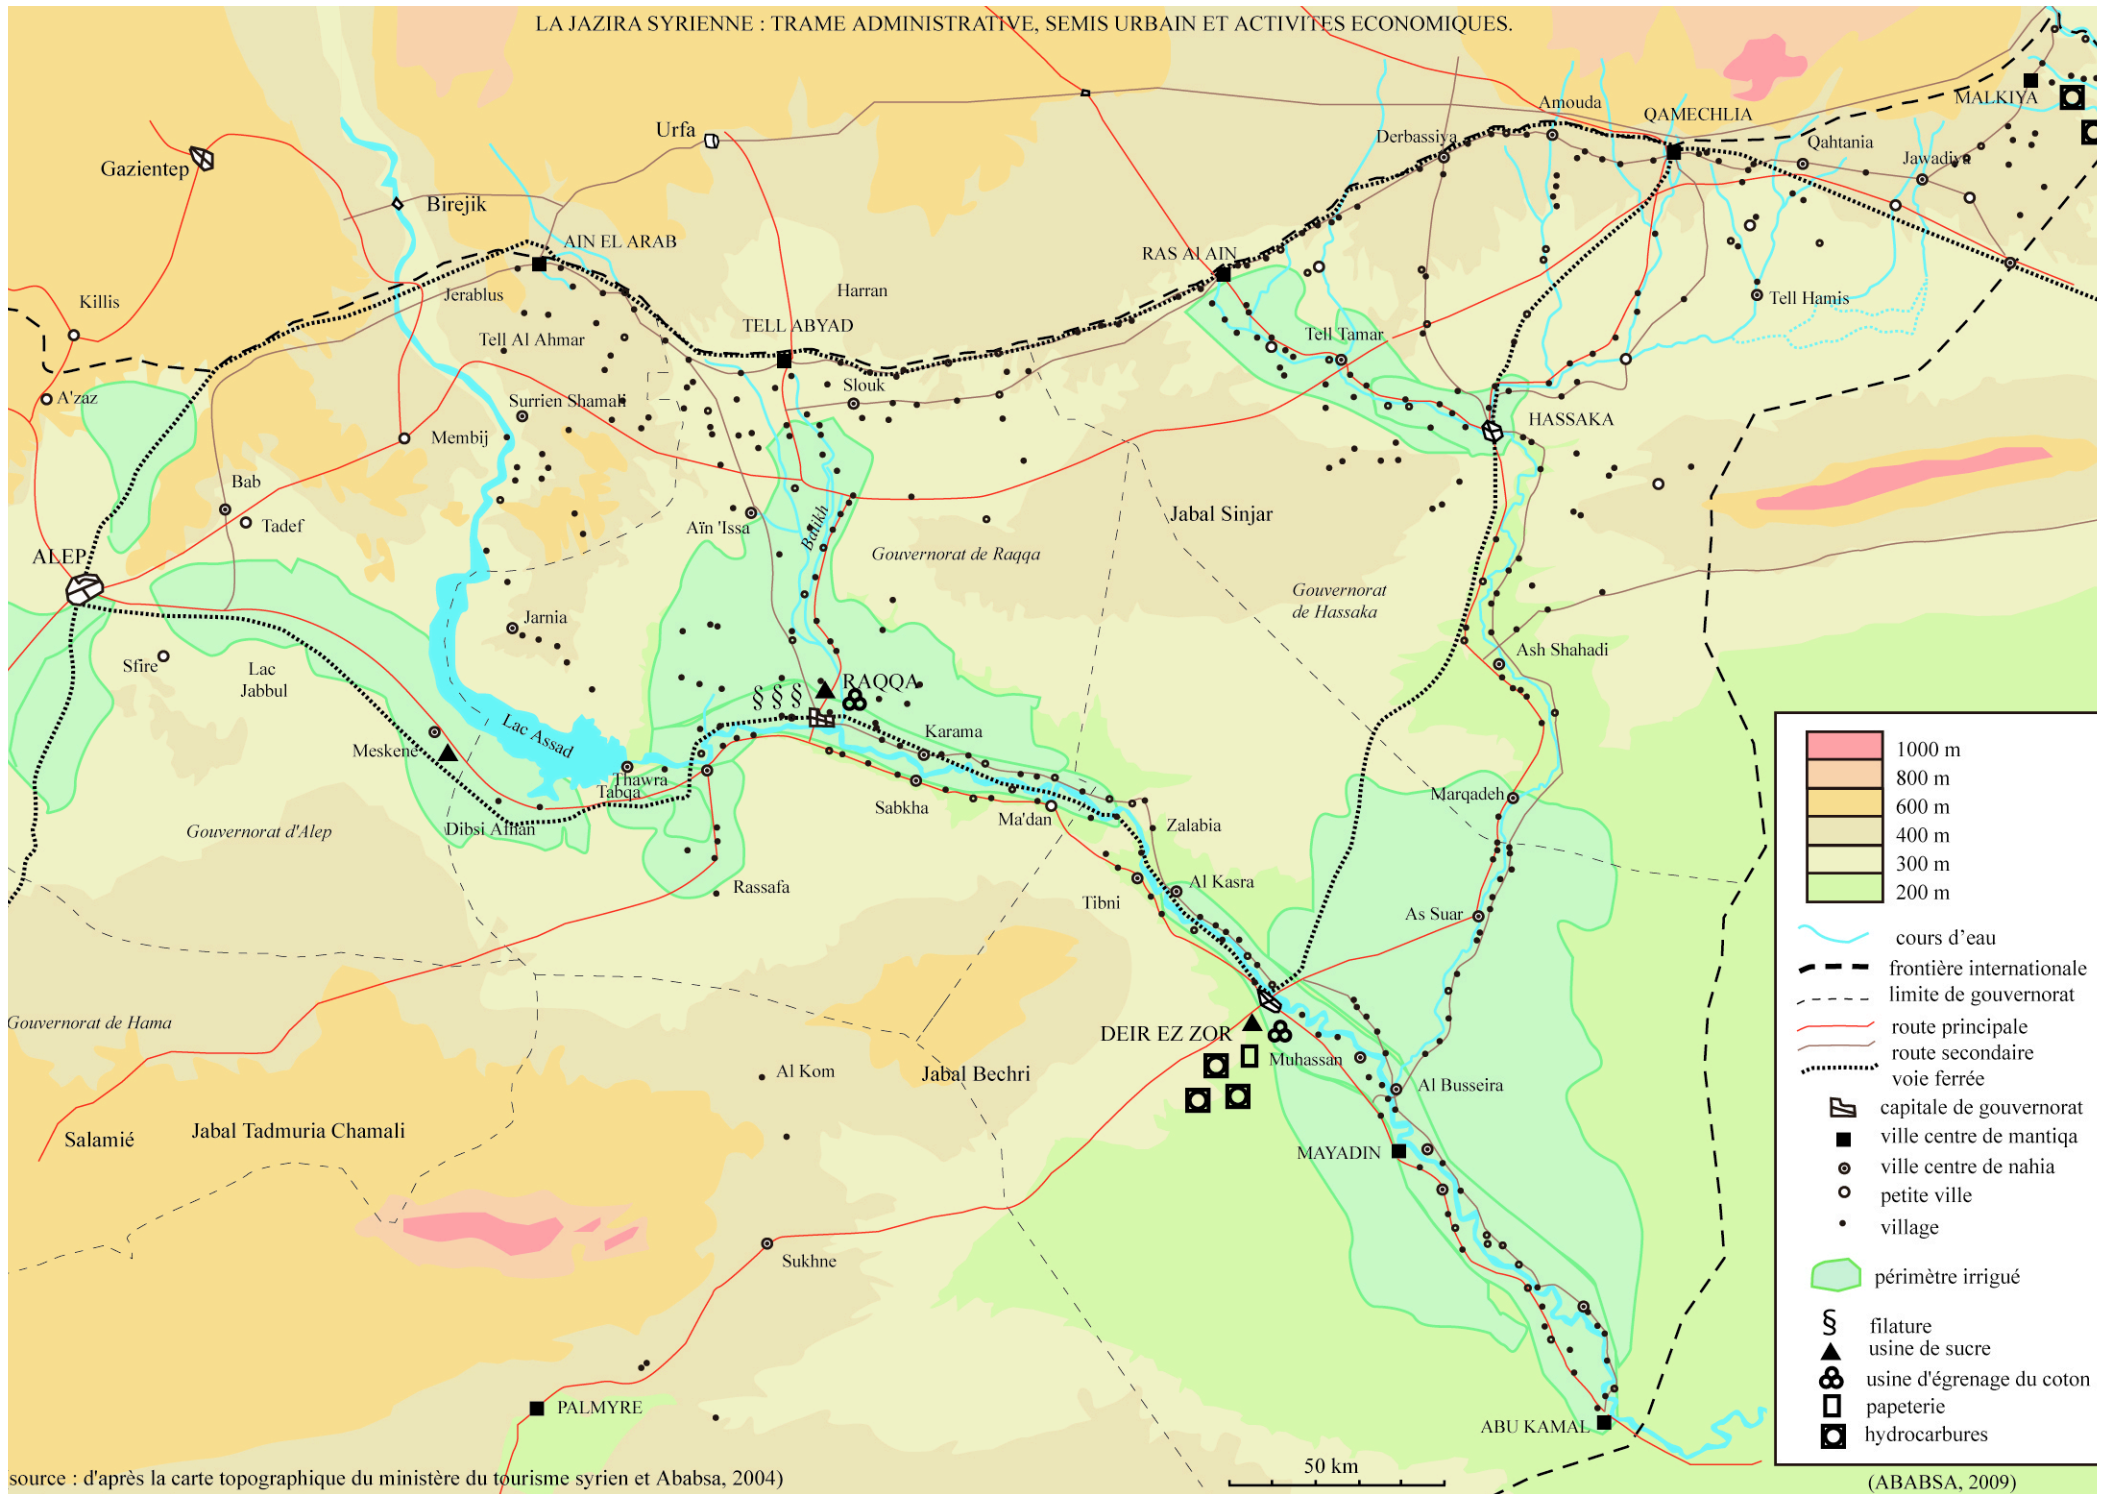 LA JAZIRA SYRIENNE : TRAME ADMINISTRATIVE, SEMIS URBAIN ET ACTIVITES ECONOMIQUES.
MALKIYA
Amouda
QAMECHLIA
Urfa
Derbassiya
Qahtania
Jawadiya
Gazientep
Birejik
AIN EL ARAB
RAS Al AIN
Killis
Jerablus
Harran
Tell Hamis
Tell Al Ahmar
TELL ABYAD
Tell Tamar
A'zaz
Surrien Shamali
Slouk
HASSAKA
Membij
Bab
Tadef
Aïn 'Issa
Balikh
Jabal Sinjar
ALEP
Gouvernorat de Raqqa
Gouvernorat
de Hassaka
Jarnia
Ash Shahadi
Sfire
Lac
Jabbul
§ § §
RAQQA
Lac Assad
Meskene
Karama
Thawra
Tabqa
Sabkha
Ma'dan
Marqadeh
Gouvernorat d'Alep
Dibsi Afnan
Zalabia
Rassafa
Tibni
Al Kasra
As Suar
Gouvernorat de Hama
DEIR EZ ZOR
Muhassan
Al Kom
Jabal Bechri
Al Busseira
Salamié
Jabal Tadmuria Chamali
MAYADIN
Sukhne
PALMYRE
ABU KAMAL
1000 m
800 m
600 m
400 m
300 m
200 m
cours d'eau
frontière internationale
limite de gouvernorat
route principale
route secondaire
voie ferrée
capitale de gouvernorat
ville centre de mantiqa
ville centre de nahia
petite ville
village
périmètre irrigué
§ filature
usine de sucre
usine d'égrenage du coton
papeterie
hydrocarbures
50 km
source : d'après la carte topographique du ministère du tourisme syrien et Ababsa, 2004)
(ABABSA, 2009)